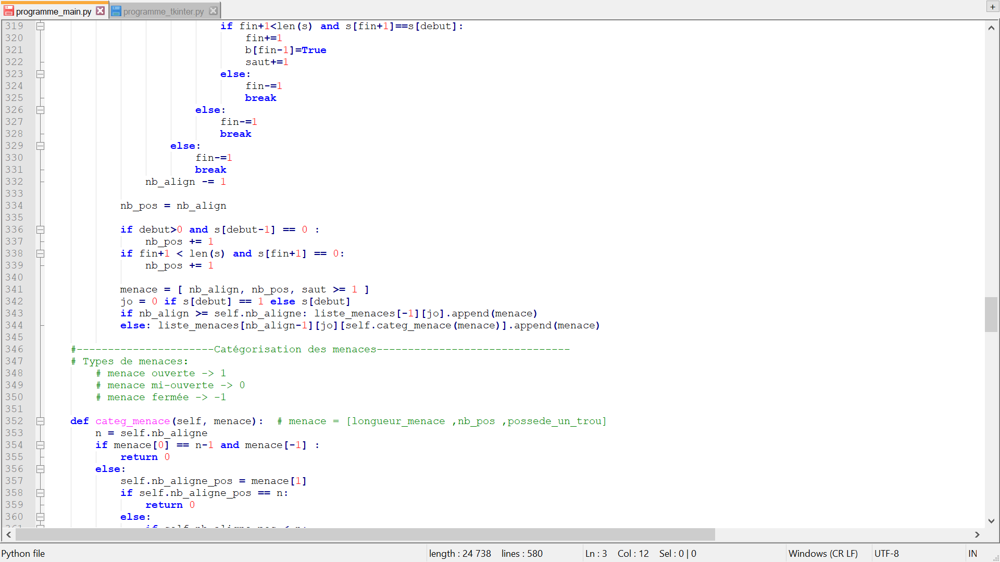 programme_main.py programme_tkinter.py +
319 if fin+1<len(s) and s[fin+1]==s[debut]:
320 fin+=1
321 b[fin-1]=True
322 saut+=1
323 else:
324 fin-=1
325 break
326 else:
327 fin-=1
328 break
329 else:
330 fin-=1
331 break
332 nb_align -= 1
333
334 nb_pos = nb_align
335
336 if debut>0 and s[debut-1] == 0 :
337 nb_pos += 1
338 if fin+1 < len(s) and s[fin+1] == 0:
339 nb_pos += 1
340
341 menace = [ nb_align, nb_pos, saut >= 1 ]
342 jo = 0 if s[debut] == 1 else s[debut]
343 if nb_align >= self.nb_aligne: liste_menaces[-1][jo].append(menace)
344 else: liste_menaces[nb_align-1][jo][self.categ_menace(menace)].append(menace)
345
346 #----------------------Catégorisation des menaces-------------------------------
347 # Types de menaces:
348 # menace ouverte -> 1
349 # menace mi-ouverte -> 0
350 # menace fermée -> -1
351
352 def categ_menace(self, menace): # menace = [longueur_menace ,nb_pos ,possede_un_trou]
353 n = self.nb_aligne
354 if menace[0] == n-1 and menace[-1] :
355 return 0
356 else:
357 self.nb_aligne_pos = menace[1]
358 if self.nb_aligne_pos == n:
359 return 0
360 else:
361 if self.nb_aligne_pos < n:
Python file length : 24 738 lines : 580 Ln : 3 Col : 12 Sel : 0 | 0 Windows (CR LF) UTF-8 IN